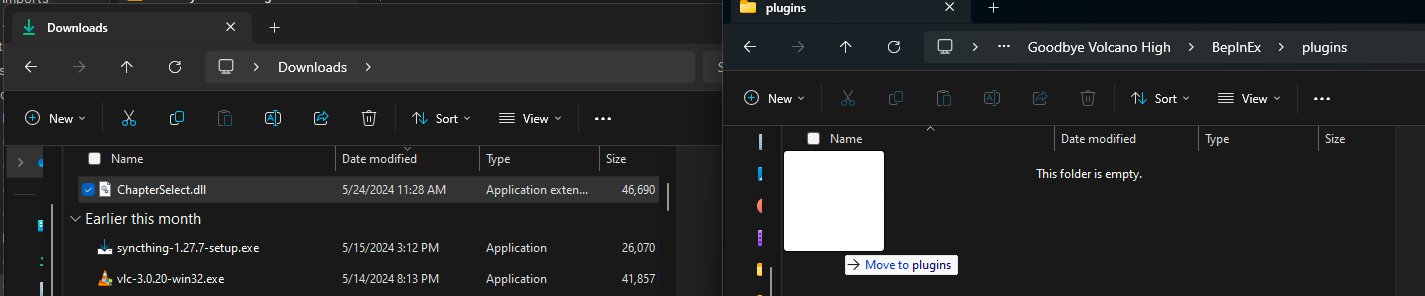 Downloads
Downloads
New
Sort
View
Name
Date modified
Type
Size
ChapterSelect.dll
5/24/2024 11:28 AM
Application exten...
46,690
Earlier this month
syncthing-1.27.7-setup.exe
5/15/2024 3:12 PM
Application
26,070
vlc-3.0.20-win32.exe
5/14/2024 8:13 PM
Application
41,857
plugins
Goodbye Volcano High
BepInEx
plugins
New
Sort
View
Name
Date modified
Type
Size
This folder is empty.
Move to plugins